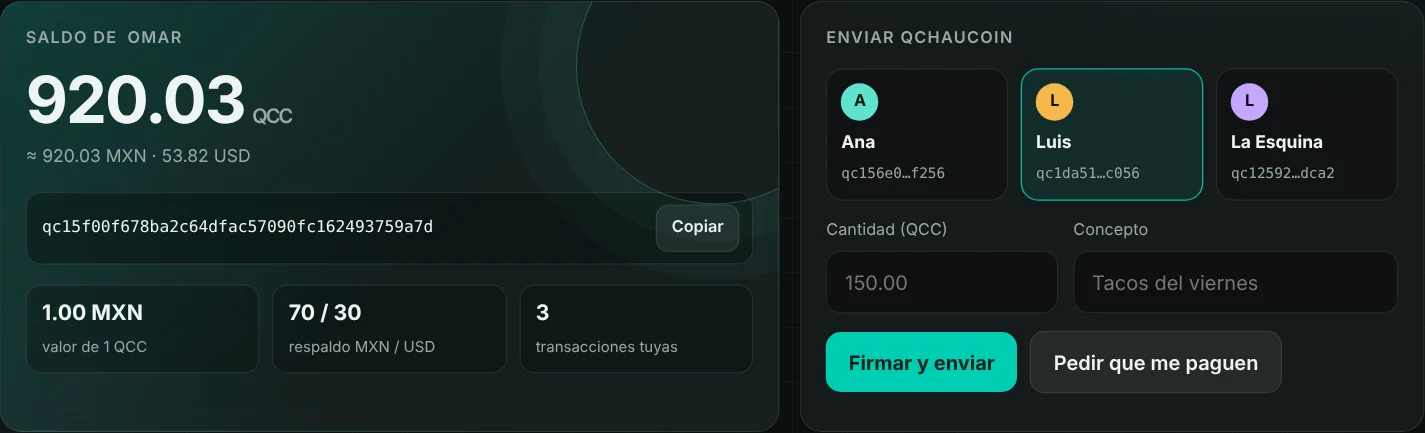 SALDO DE OMAR
920.03 QCC
≈ 920.03 MXN · 53.82 USD
qc15f00f678ba2c64dfac57090fc162493759a7d
Copiar
1.00 MXN
valor de 1 QCC
70 / 30
respaldo MXN / USD
3
transacciones tuyas
ENVIAR QCHAUCOIN
A
Ana
qc156e0…f256
L
Luis
qc1da51…c056
L
La Esquina
qc12592…dca2
Cantidad (QCC)
150.00
Concepto
Tacos del viernes
Firmar y enviar
Pedir que me paguen